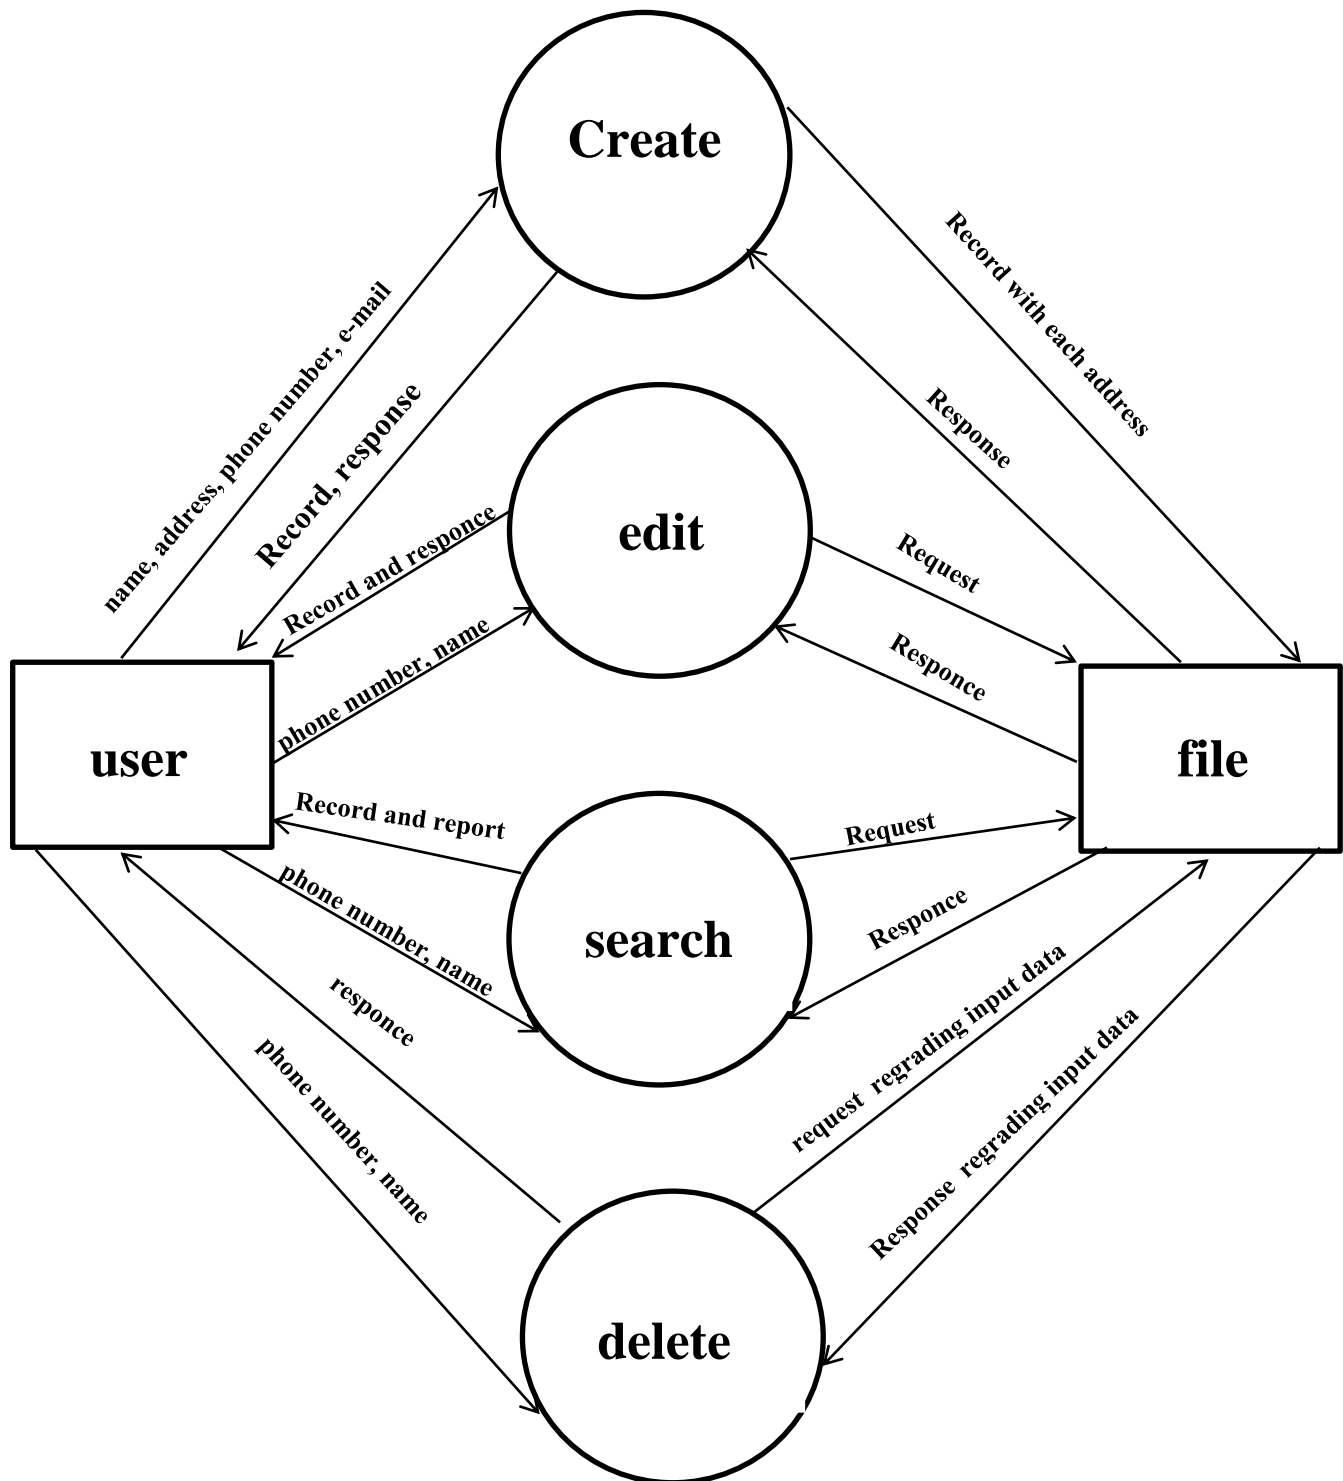 Create
name, address, phone number, e-mail
Record, response
Record with each address
Response
edit
Record and responce
phone number, name
Request
Responce
user
file
Record and report
phone number, name
search
Request
Responce
responce
phone number, name
request regrading input data
Response regrading input data
delete